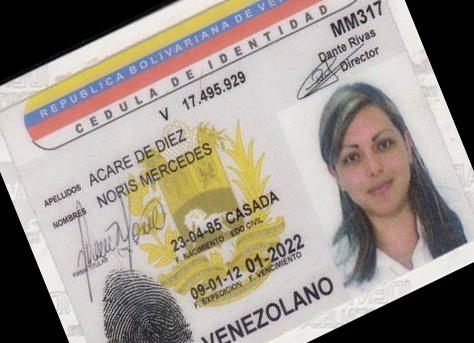 REPUBLICA BOLIVARIANA DE VE
CEDULA DE IDENTIDAD
MM317
Dante Rivas
Director
V 17.495.929
APELLIDOS ACARE DE DIEZ
NOMBRES NORIS MERCEDES
23-04-85 CASADA
F. NACIMIENTO EDO CIVIL
09-01-12 01-2022
F. EXPEDICION F. VENCIMIENTO
VENEZOLANO